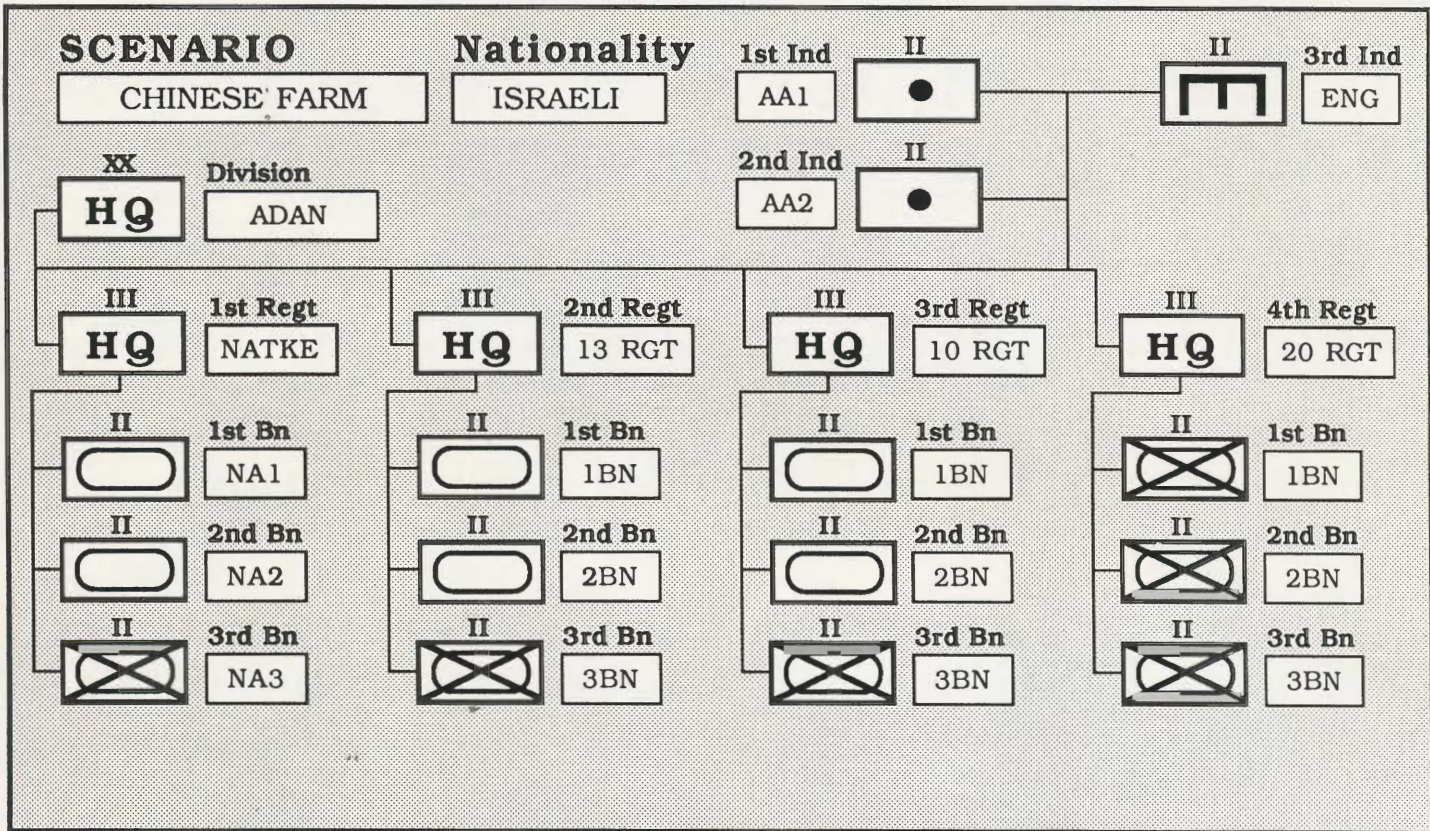 SCENARIO
CHINESE FARM
Nationality
ISRAELI
1st Ind
AA1
II
II
3rd Ind
ENG
2nd Ind
AA2
II
XX
HQ
Division
ADAN
III
HQ
1st Regt
NATKE
III
HQ
2nd Regt
13 RGT
III
HQ
3rd Regt
10 RGT
III
HQ
4th Regt
20 RGT
II
1st Bn
NA1
II
1st Bn
1BN
II
1st Bn
1BN
II
1st Bn
1BN
II
2nd Bn
NA2
II
2nd Bn
2BN
II
2nd Bn
2BN
II
2nd Bn
2BN
II
3rd Bn
NA3
II
3rd Bn
3BN
II
3rd Bn
3BN
II
3rd Bn
3BN